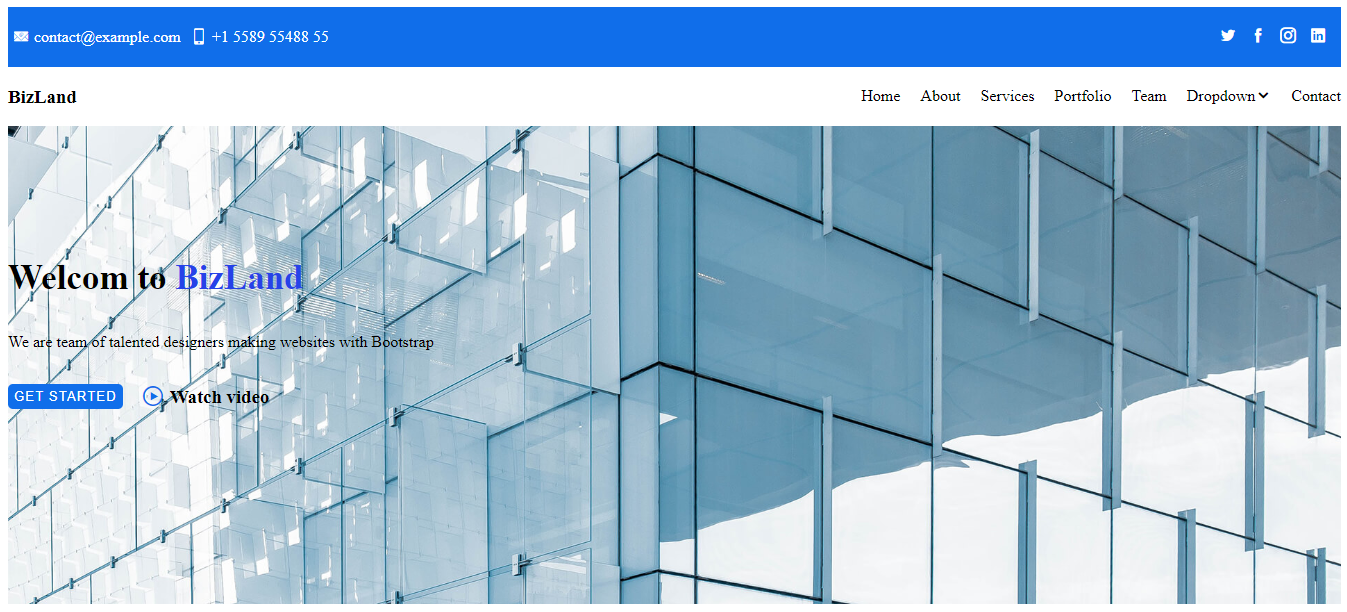 contact@example.com +1 5589 55488 55
BizLand Home About Services Portfolio Team Dropdown Contact
Welcom to BizLand
We are team of talented designers making websites with Bootstrap
GET STARTED Watch video